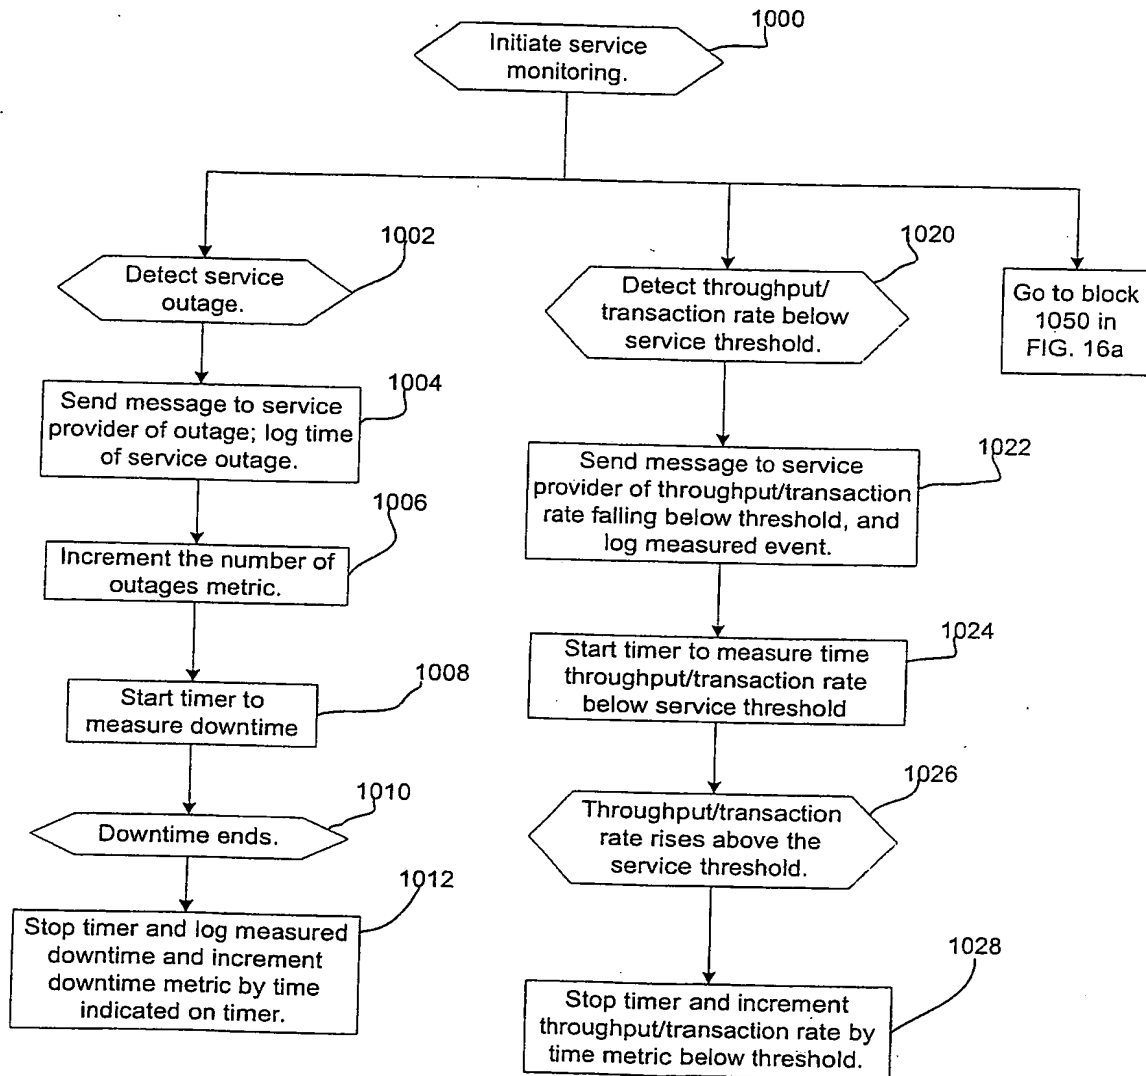 1000
Initiate service
monitoring.
1002
Detect service
outage.
1004
Send message to service
provider of outage; log time
of service outage.
1006
Increment the number of
outages metric.
1008
Start timer to
measure downtime
1010
Downtime ends.
1012
Stop timer and log measured
downtime and increment
downtime metric by time
indicated on timer.
1020
Detect throughput/
transaction rate below
service threshold.
1022
Send message to service
provider of throughput/transaction
rate falling below threshold, and
log measured event.
1024
Start timer to measure time
throughput/transaction rate
below service threshold
1026
Throughput/transaction
rate rises above the
service threshold.
1028
Stop timer and increment
throughput/transaction rate by
time metric below threshold.
Go to block
1050 in
FIG. 16a